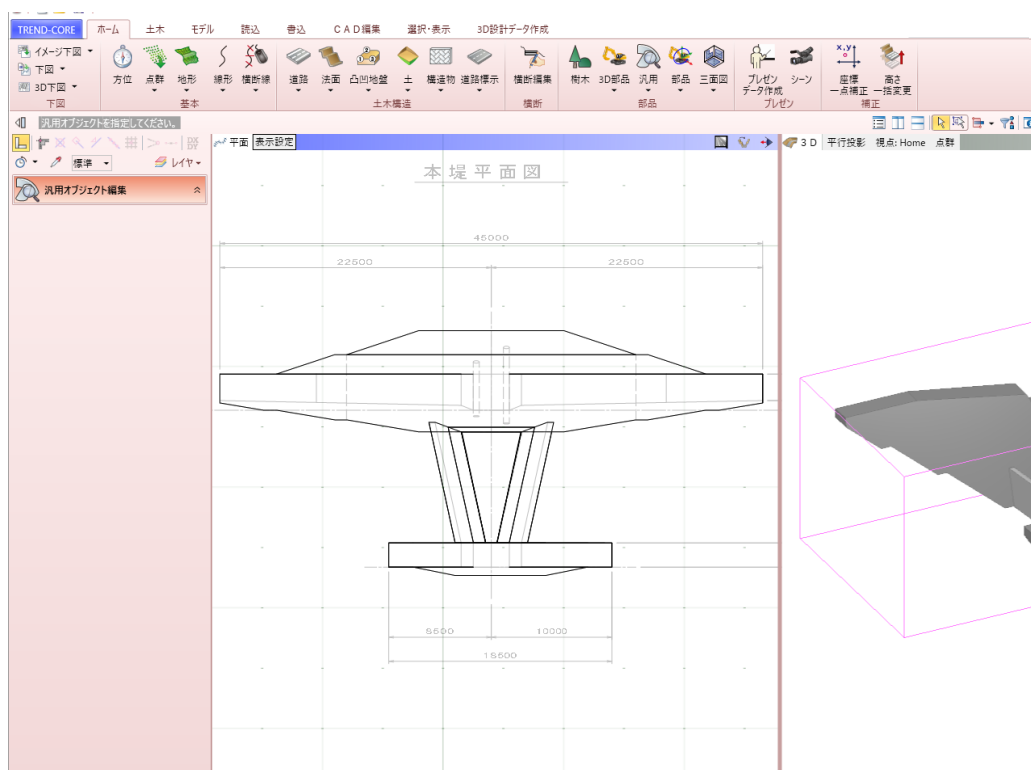 TREND-CORE ホーム 土木 モデル 読込 書込 CAD編集 選択・表示 3D設計データ作成
イメージ下図
下図
3D下図
方位 点群 地形 線形 横断線 道路 法面 凸凹地盤 土 構造物 道路標示 横断編集 樹木 3D部品 汎用 部品 三面図 プレゼンデータ作成 シーン 座標一点補正 高さ一括変更
下図 基本 土木構造 横断 部品 プレゼン 補正
汎用オブジェクトを指定してください。
標準 レイヤ
汎用オブジェクト編集
平面 表示設定
3D 平行投影 視点: Home 点群
本堤平面図
45000
22500 22500
8500 10000
18500